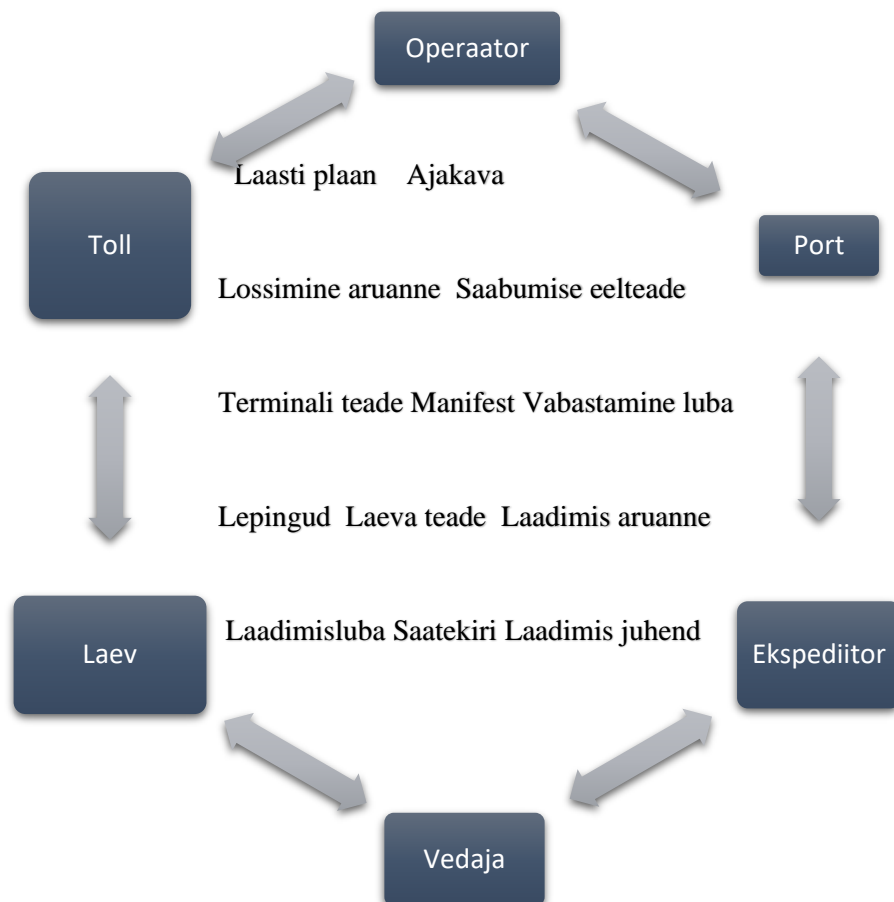 Operaator
Laasti plaan Ajakava
Toll
Port
Lossimine aruanne Saabumise eelteade
Terminali teade Manifest Vabastamine luba
Lepingud Laeva teade Laadimis aruanne
Laadimisluba Saatekiri Laadimis juhend
Laev
Ekspediitor
Vedaja